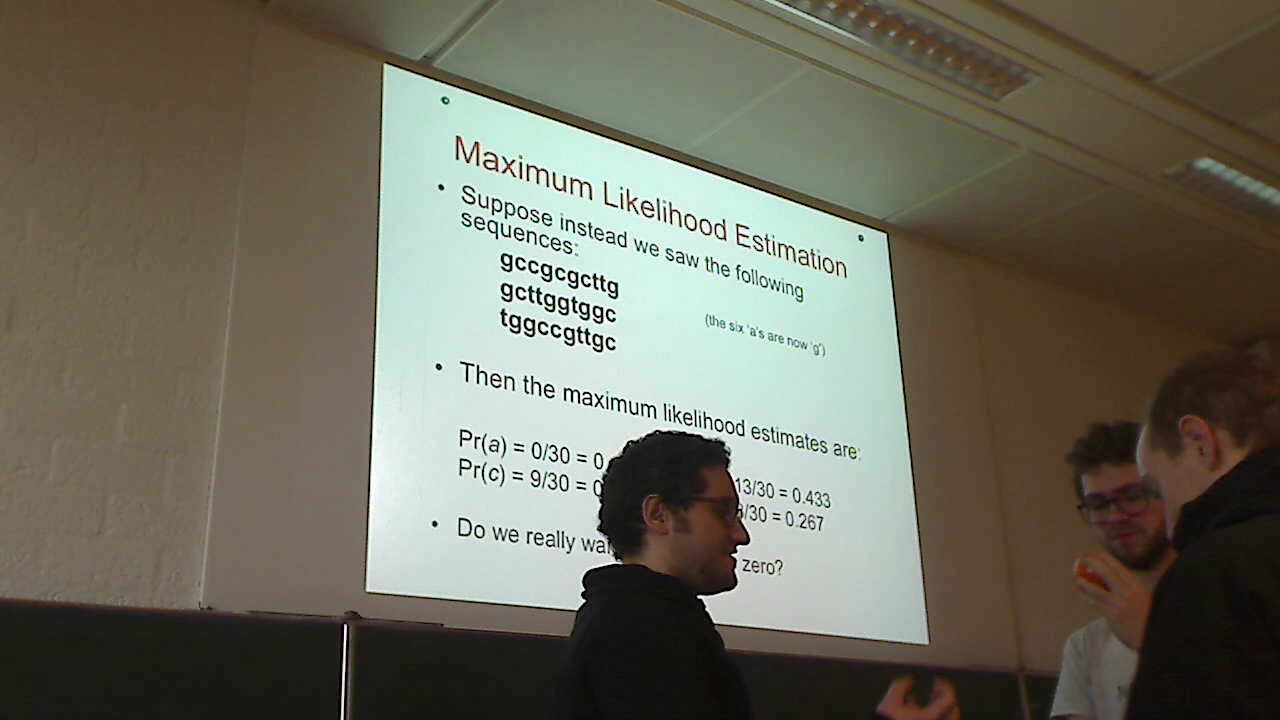 Maximum Likelihood Estimation
• Suppose instead we saw the following
sequences:
gccgcgcttg
gcttggtggc
tggccgttgc
(the six 'a's are now 'g')
• Then the maximum likelihood estimates are:
Pr(a) = 0/30 = 0
13/30 = 0.433
Pr(c) = 9/30 = 0
/30 = 0.267
• Do we really
zero?